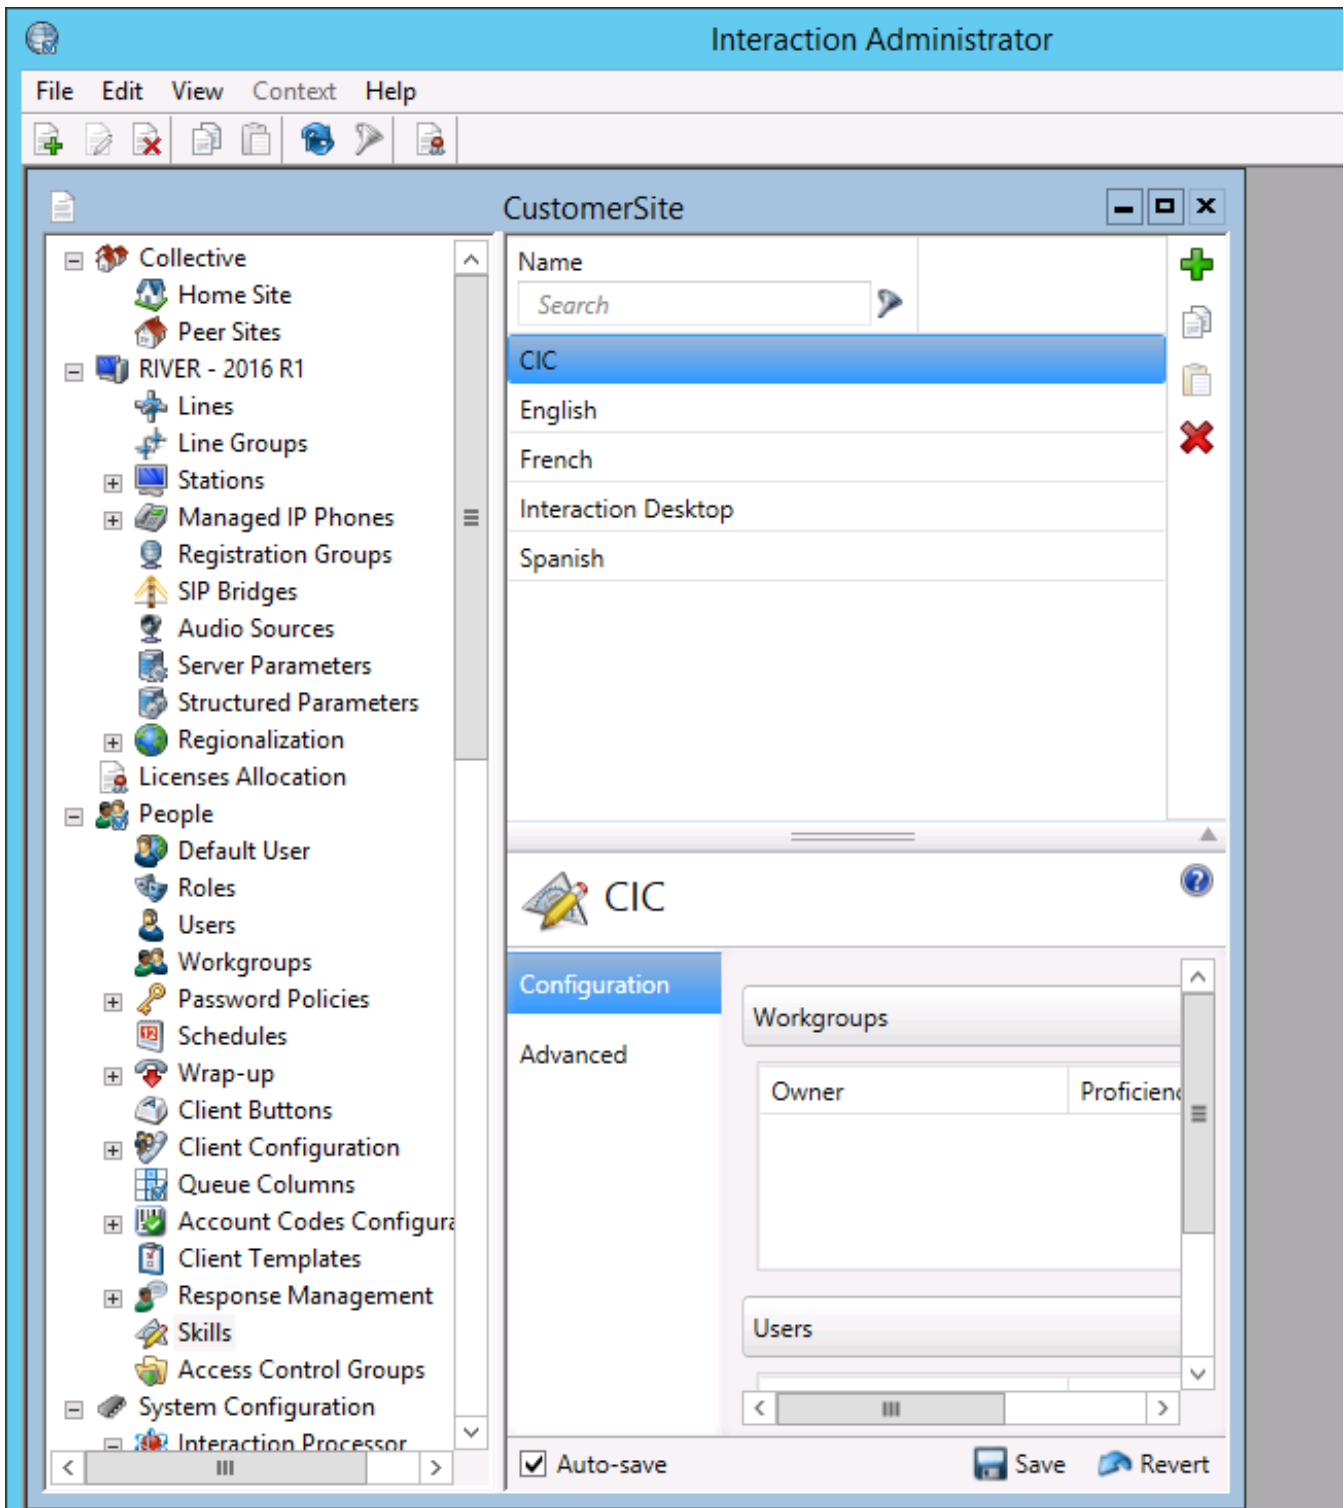 Interaction Administrator
File Edit View Context Help
CustomerSite
Collective
Home Site
Peer Sites
RIVER - 2016 R1
Lines
Line Groups
Stations
Managed IP Phones
Registration Groups
SIP Bridges
Audio Sources
Server Parameters
Structured Parameters
Regionalization
Licenses Allocation
People
Default User
Roles
Users
Workgroups
Password Policies
Schedules
Wrap-up
Client Buttons
Client Configuration
Queue Columns
Account Codes Configura
Client Templates
Response Management
Skills
Access Control Groups
System Configuration
Interaction Processor
Name
Search
CIC
English
French
Interaction Desktop
Spanish
CIC
Configuration
Advanced
Workgroups
Owner Proficienc
Users
Auto-save Save Revert